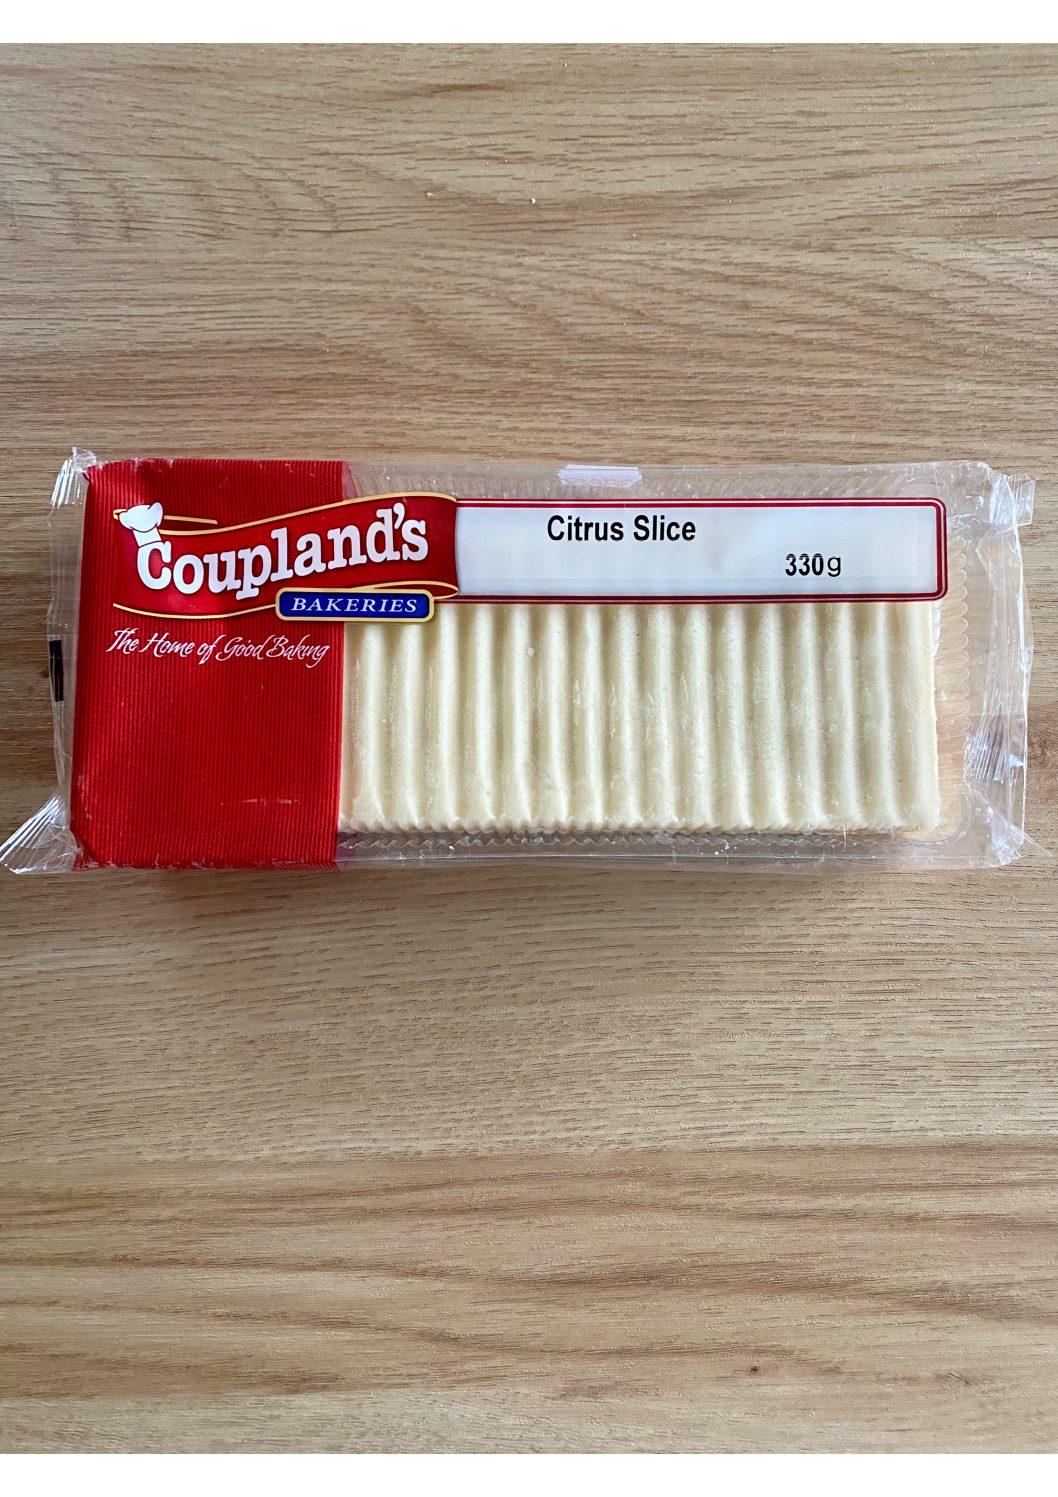 Coupland's
BAKERIES
The Home of Good Baking
Citrus Slice
330g